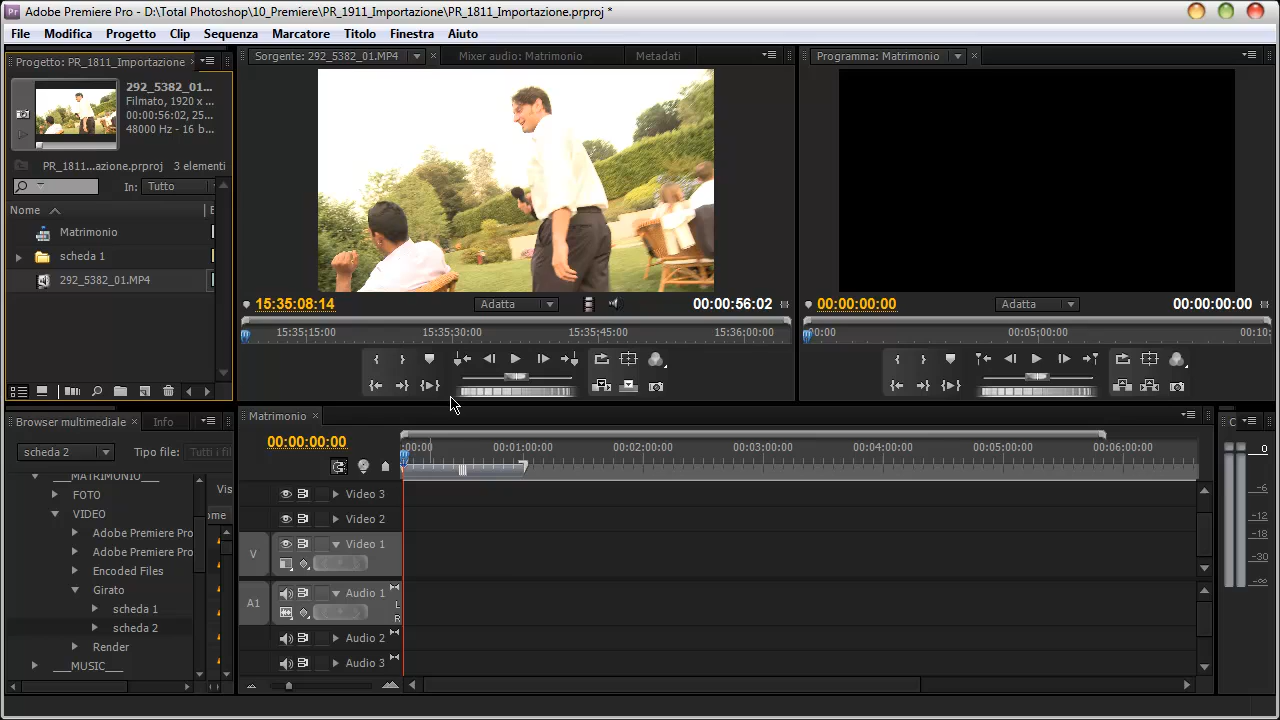 Adobe Premiere Pro - D:\Total Photoshop\10_Premiere\PR_1911_Importazione\PR_1811_Importazione.prproj *
File Modifica Progetto Clip Sequenza Marcatore Titolo Finestra Aiuto
Progetto: PR_1811_Importazione
Sorgente: 292_5382_01.MP4 Mixer audio: Matrimonio Metadati
Programma: Matrimonio
292_5382_01...
Filmato, 1920 x ...
00:00:56:02, 25...
48000 Hz - 16 b...
PR_1811...azione.prproj 3 elementi
In: Tutto
Nome
Matrimonio
scheda 1
292_5382_01.MP4
15:35:08:14 Adatta 00:00:56:02
15:35:15:00 15:35:30:00 15:35:45:00 15:36:00:00
00:00:00:00 Adatta 00:00:00:00
00:00 00:05:00:00 00:10:
Browser multimediale Info
scheda 2 Tipo file: Tutti i fi
___MATRIMONIO___
FOTO
VIDEO
Adobe Premiere Pro
Adobe Premiere Pro
Encoded Files
Girato
scheda 1
scheda 2
Render
___MUSIC___
Vis
ome
Matrimonio
00:00:00:00
00:00 00:01:00:00 00:02:00:00 00:03:00:00 00:04:00:00 00:05:00:00 00:06:00:00
Video 3
Video 2
V Video 1
A1 Audio 1
L
R
Audio 2
Audio 3
C
0
-6
-12
-18
-30
-∞